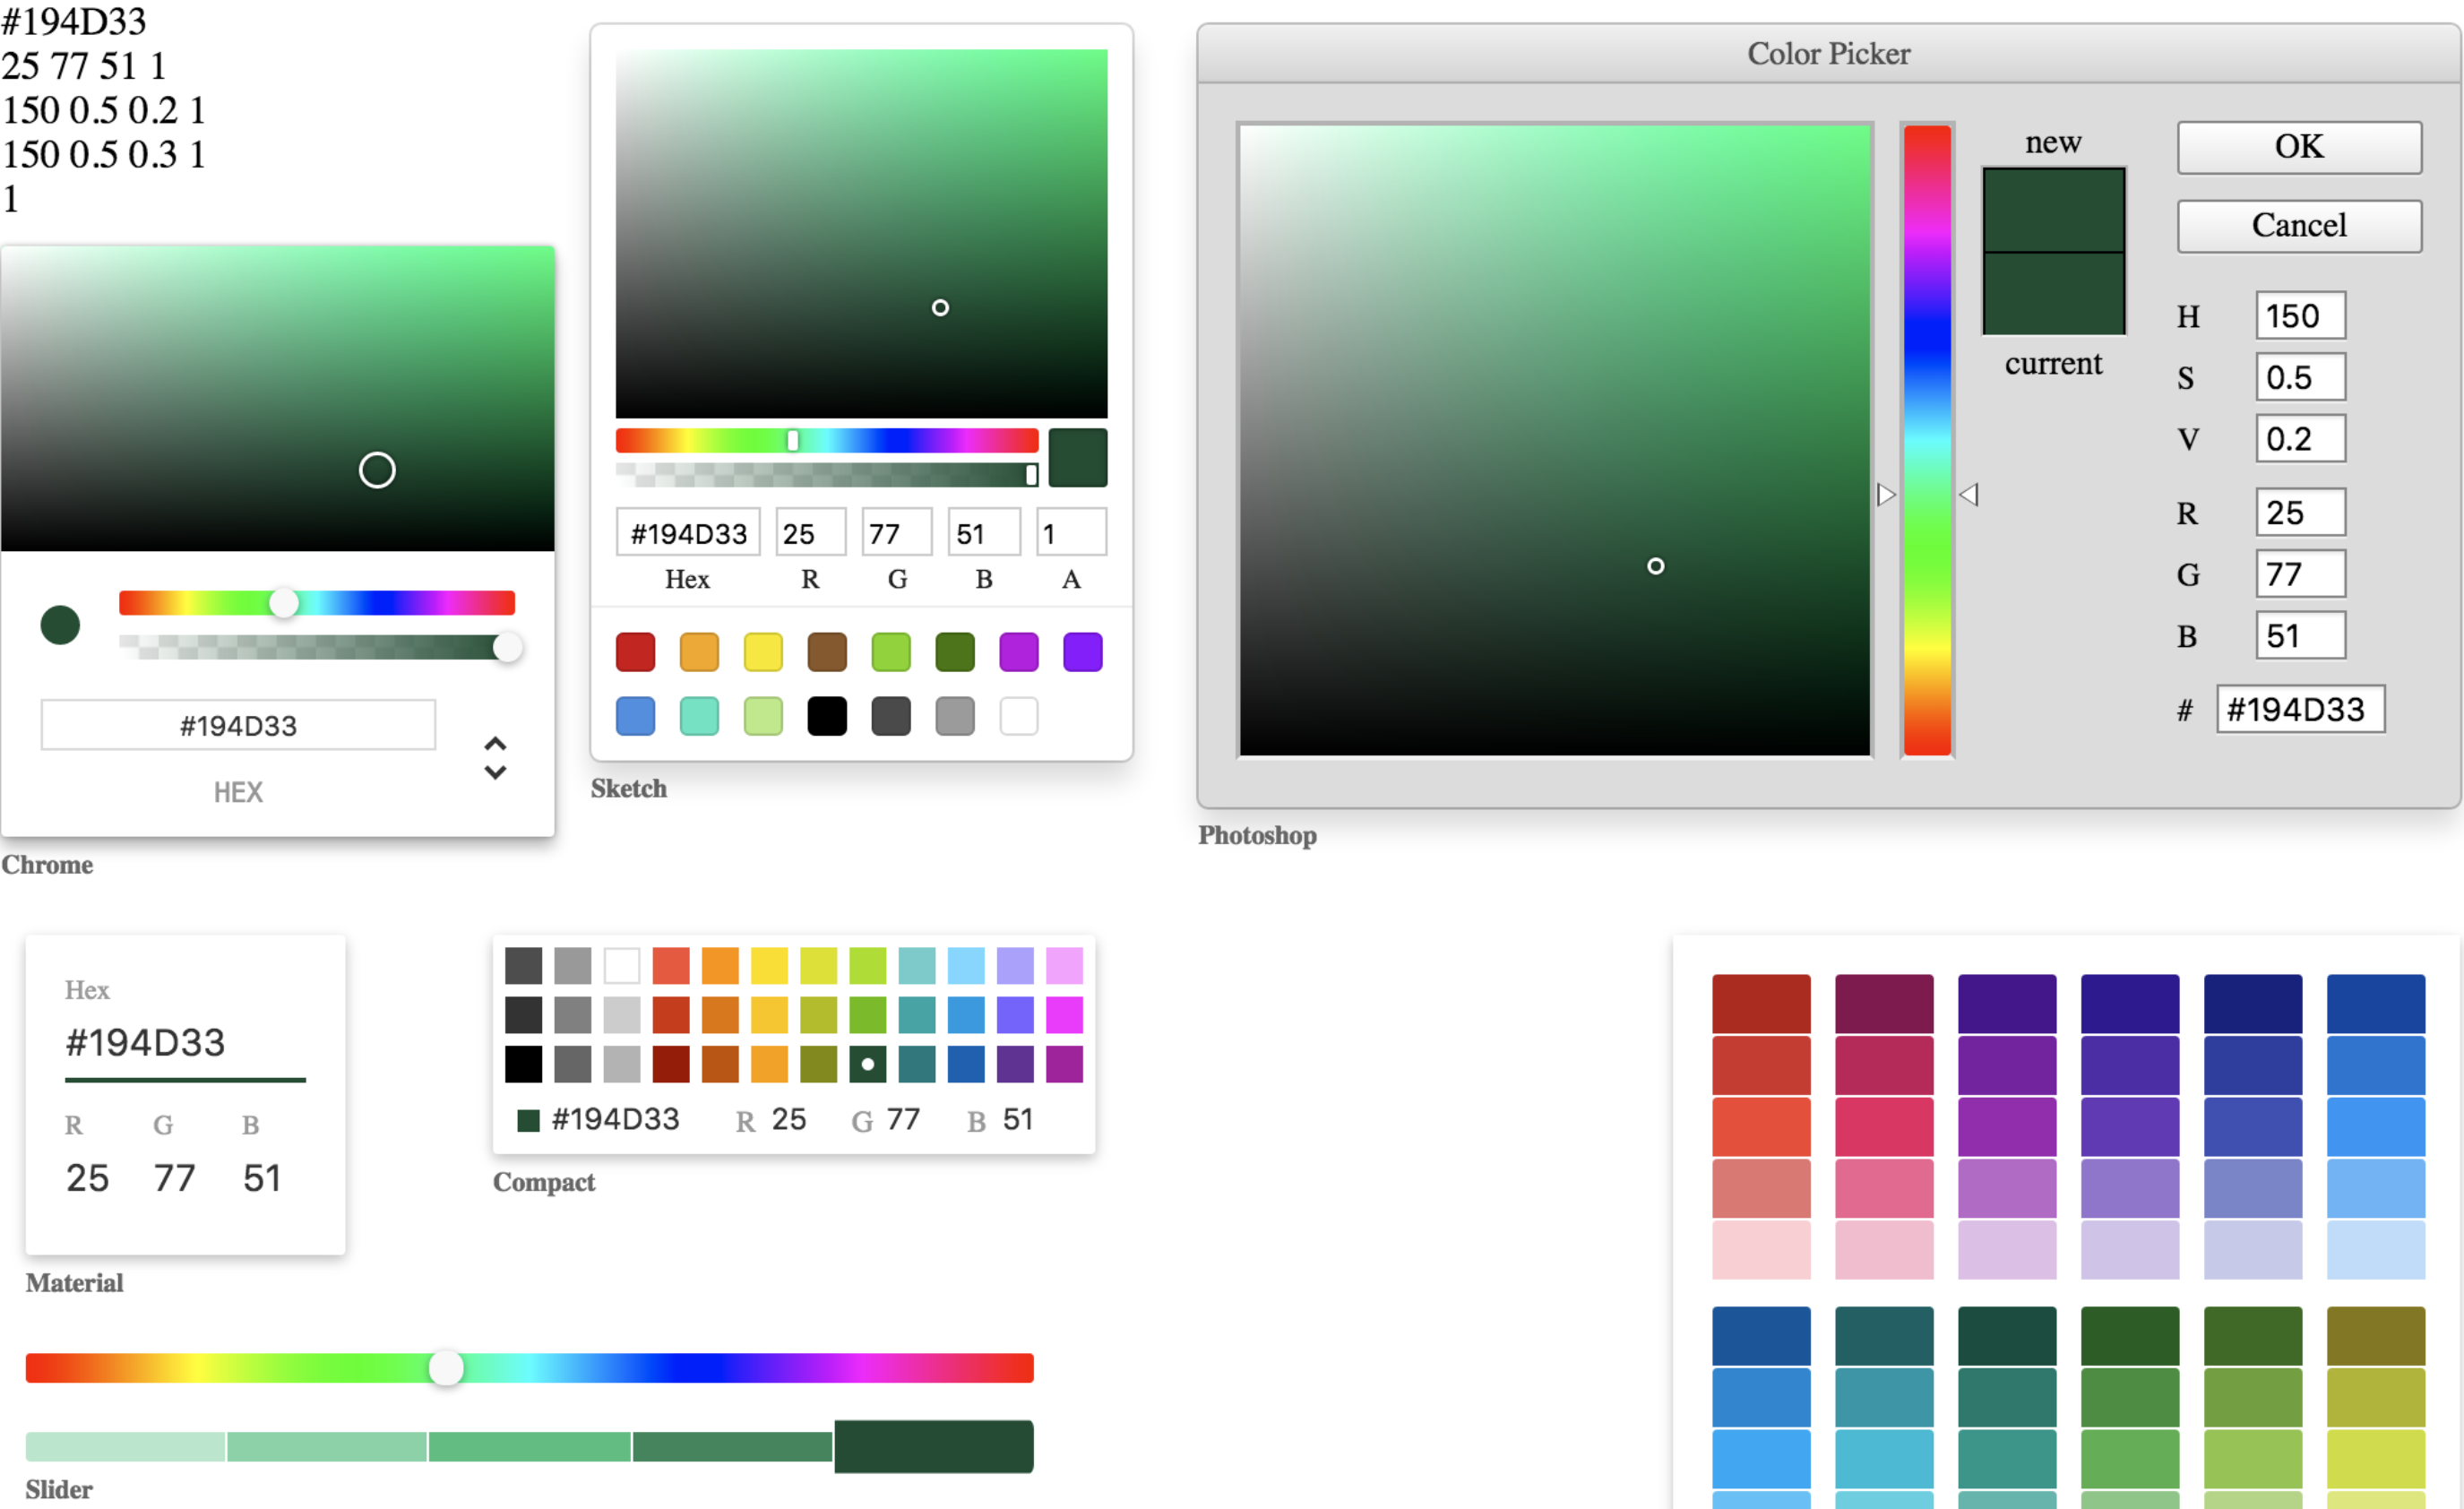 #194D33
25 77 51 1
150 0.5 0.2 1
150 0.5 0.3 1
1
#194D33
HEX
Chrome
#194D33 25 77 51 1
Hex R G B A
Sketch
Color Picker
new
current
OK
Cancel
H 150
S 0.5
V 0.2
R 25
G 77
B 51
# #194D33
Photoshop
Hex
#194D33
R G B
25 77 51
Material
#194D33 R 25 G 77 B 51
Compact
Slider